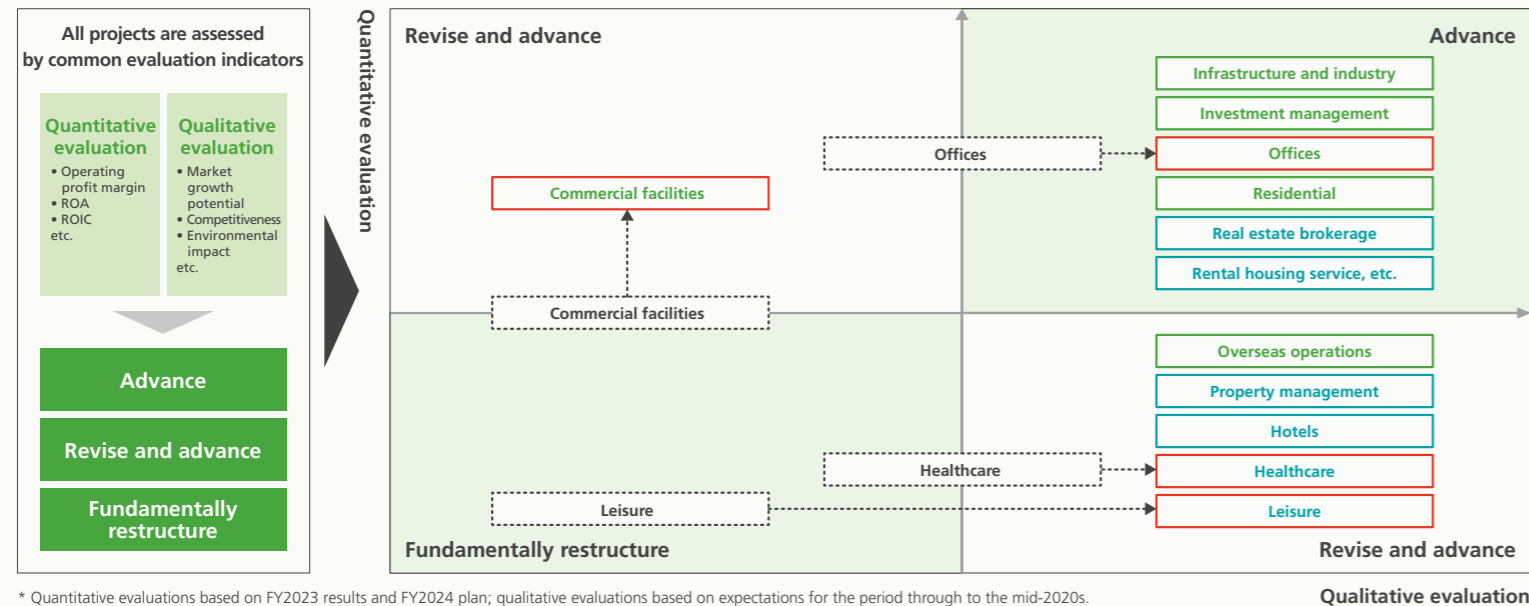 All projects are assessed
by common evaluation indicators
Quantitative
evaluation
• Operating
profit margin
• ROA
• ROIC
etc.
Qualitative
evaluation
• Market
growth
potential
• Competitiveness
• Environmental
impact
etc.
Advance
Revise and advance
Fundamentally
restructure
Quantitative evaluation
Revise and advance
Advance
Infrastructure and industry
Investment management
Offices
Offices
Residential
Commercial facilities
Real estate brokerage
Rental housing service, etc.
Commercial facilities
Overseas operations
Property management
Hotels
Healthcare
Healthcare
Leisure
Leisure
Fundamentally restructure
Revise and advance
* Quantitative evaluations based on FY2023 results and FY2024 plan; qualitative evaluations based on expectations for the period through to the mid-2020s.
Qualitative evaluation